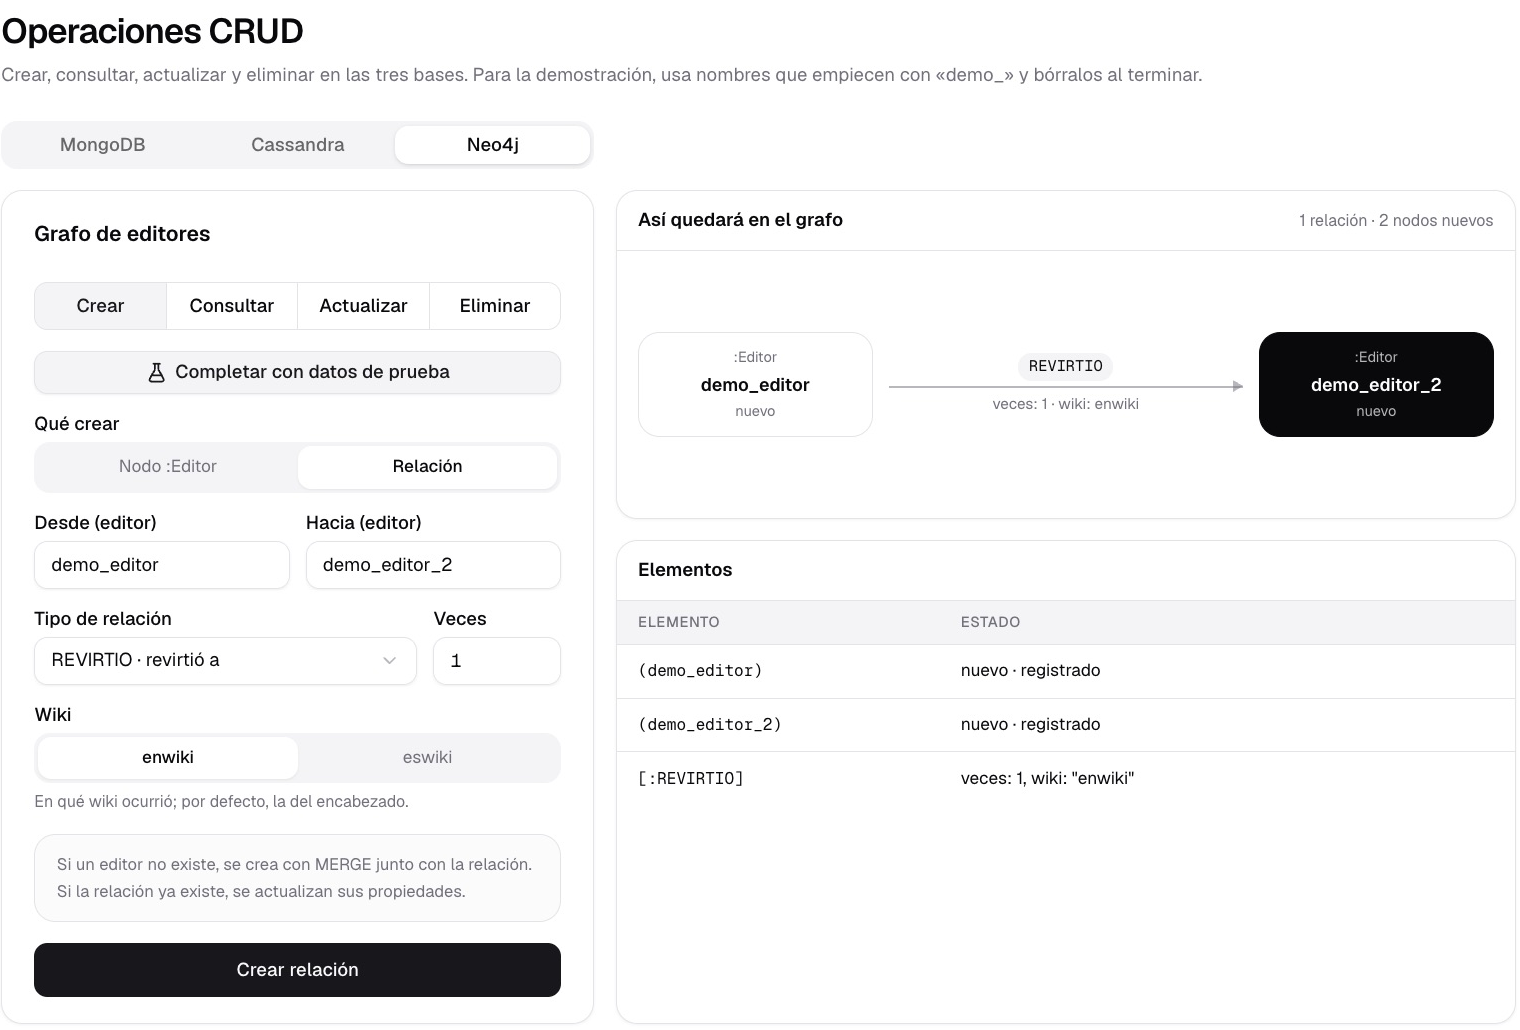 Operaciones CRUD
Crear, consultar, actualizar y eliminar en las tres bases. Para la demostración, usa nombres que empiecen con «demo_» y bórralos al terminar.
MongoDB
Cassandra
Neo4j
Grafo de editores
Crear
Consultar
Actualizar
Eliminar
Completar con datos de prueba
Qué crear
Nodo :Editor
Relación
Desde (editor)
Hacia (editor)
demo_editor
demo_editor_2
Tipo de relación
Veces
REVIRTIO · revirtió a
1
Wiki
enwiki
eswiki
En qué wiki ocurrió; por defecto, la del encabezado.
Si un editor no existe, se crea con MERGE junto con la relación.
Si la relación ya existe, se actualizan sus propiedades.
Crear relación
Así quedará en el grafo
1 relación · 2 nodos nuevos
:Editor
demo_editor
nuevo
REVIRTIO
veces: 1 · wiki: enwiki
:Editor
demo_editor_2
nuevo
Elementos
ELEMENTO
ESTADO
(demo_editor)
nuevo · registrado
(demo_editor_2)
nuevo · registrado
[:REVIRTIO]
veces: 1, wiki: "enwiki"